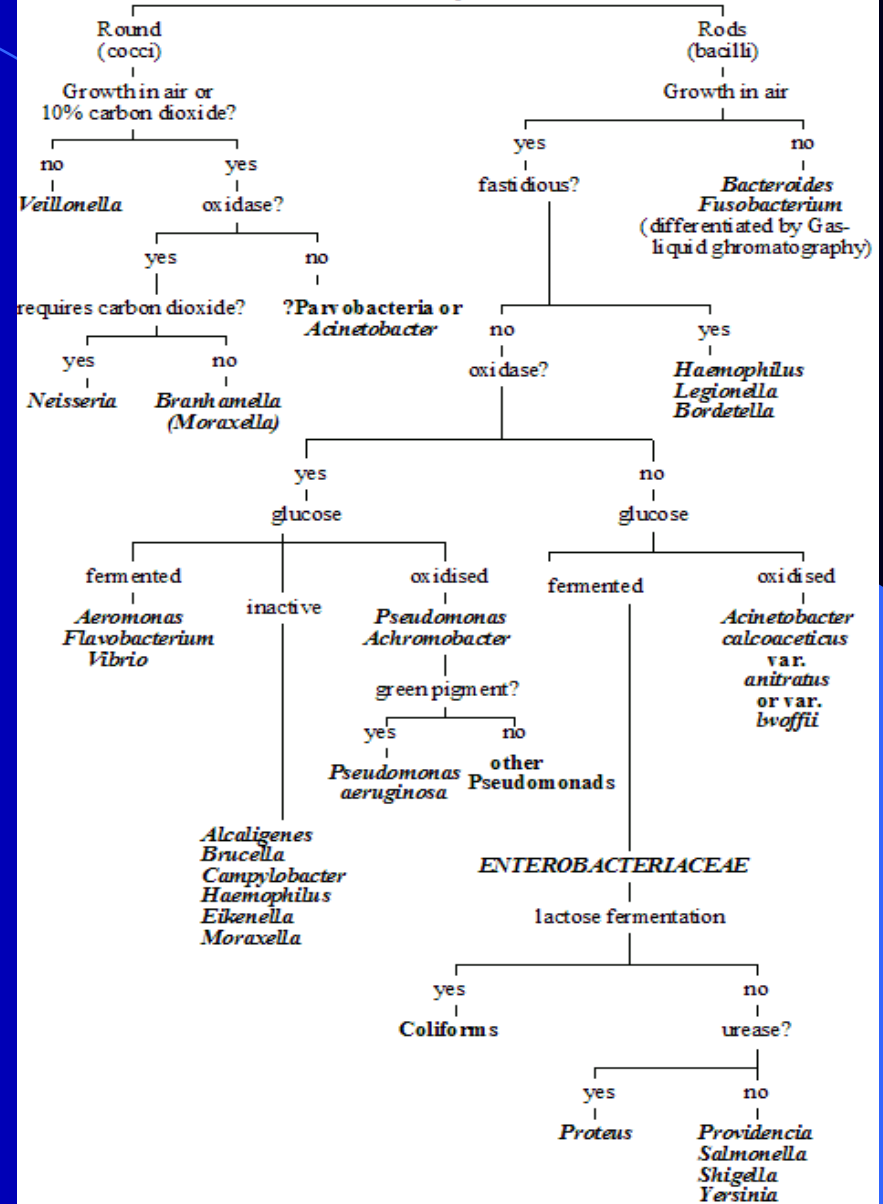 Round
(cocci)
Rods
(bacilli)
Growth in air or
10% carbon dioxide?
Growth in air
no
yes
yes
no
Veillonella
oxidase?
fastidious?
Bacteroides
Fusobacterium
(differentiated by Gas-
liquid ghromatography)
yes
no
requires carbon dioxide?
?Parvobacteria or
Acinetobacter
no
yes
yes
no
oxidase?
Haemophilus
Legionella
Bordetella
Neisseria
Branhamella
(Moraxella)
yes
no
glucose
glucose
fermented
inactive
oxidised
fermented
oxidised
Aeromonas
Flavobacterium
Vibrio
Pseudomonas
Achromobacter
Acinetobacter
calcoaceticus
var.
anitratus
or var.
lwoffii
green pigment?
yes
no
Pseudomonas
aeruginosa
other
Pseudomonads
Alcaligenes
Brucella
Campylobacter
Haemophilus
Eikenella
Moraxella
ENTEROBACTERIACEAE
lactose fermentation
yes
no
Coliforms
urease?
yes
no
Proteus
Providencia
Salmonella
Shigella
Yersinia